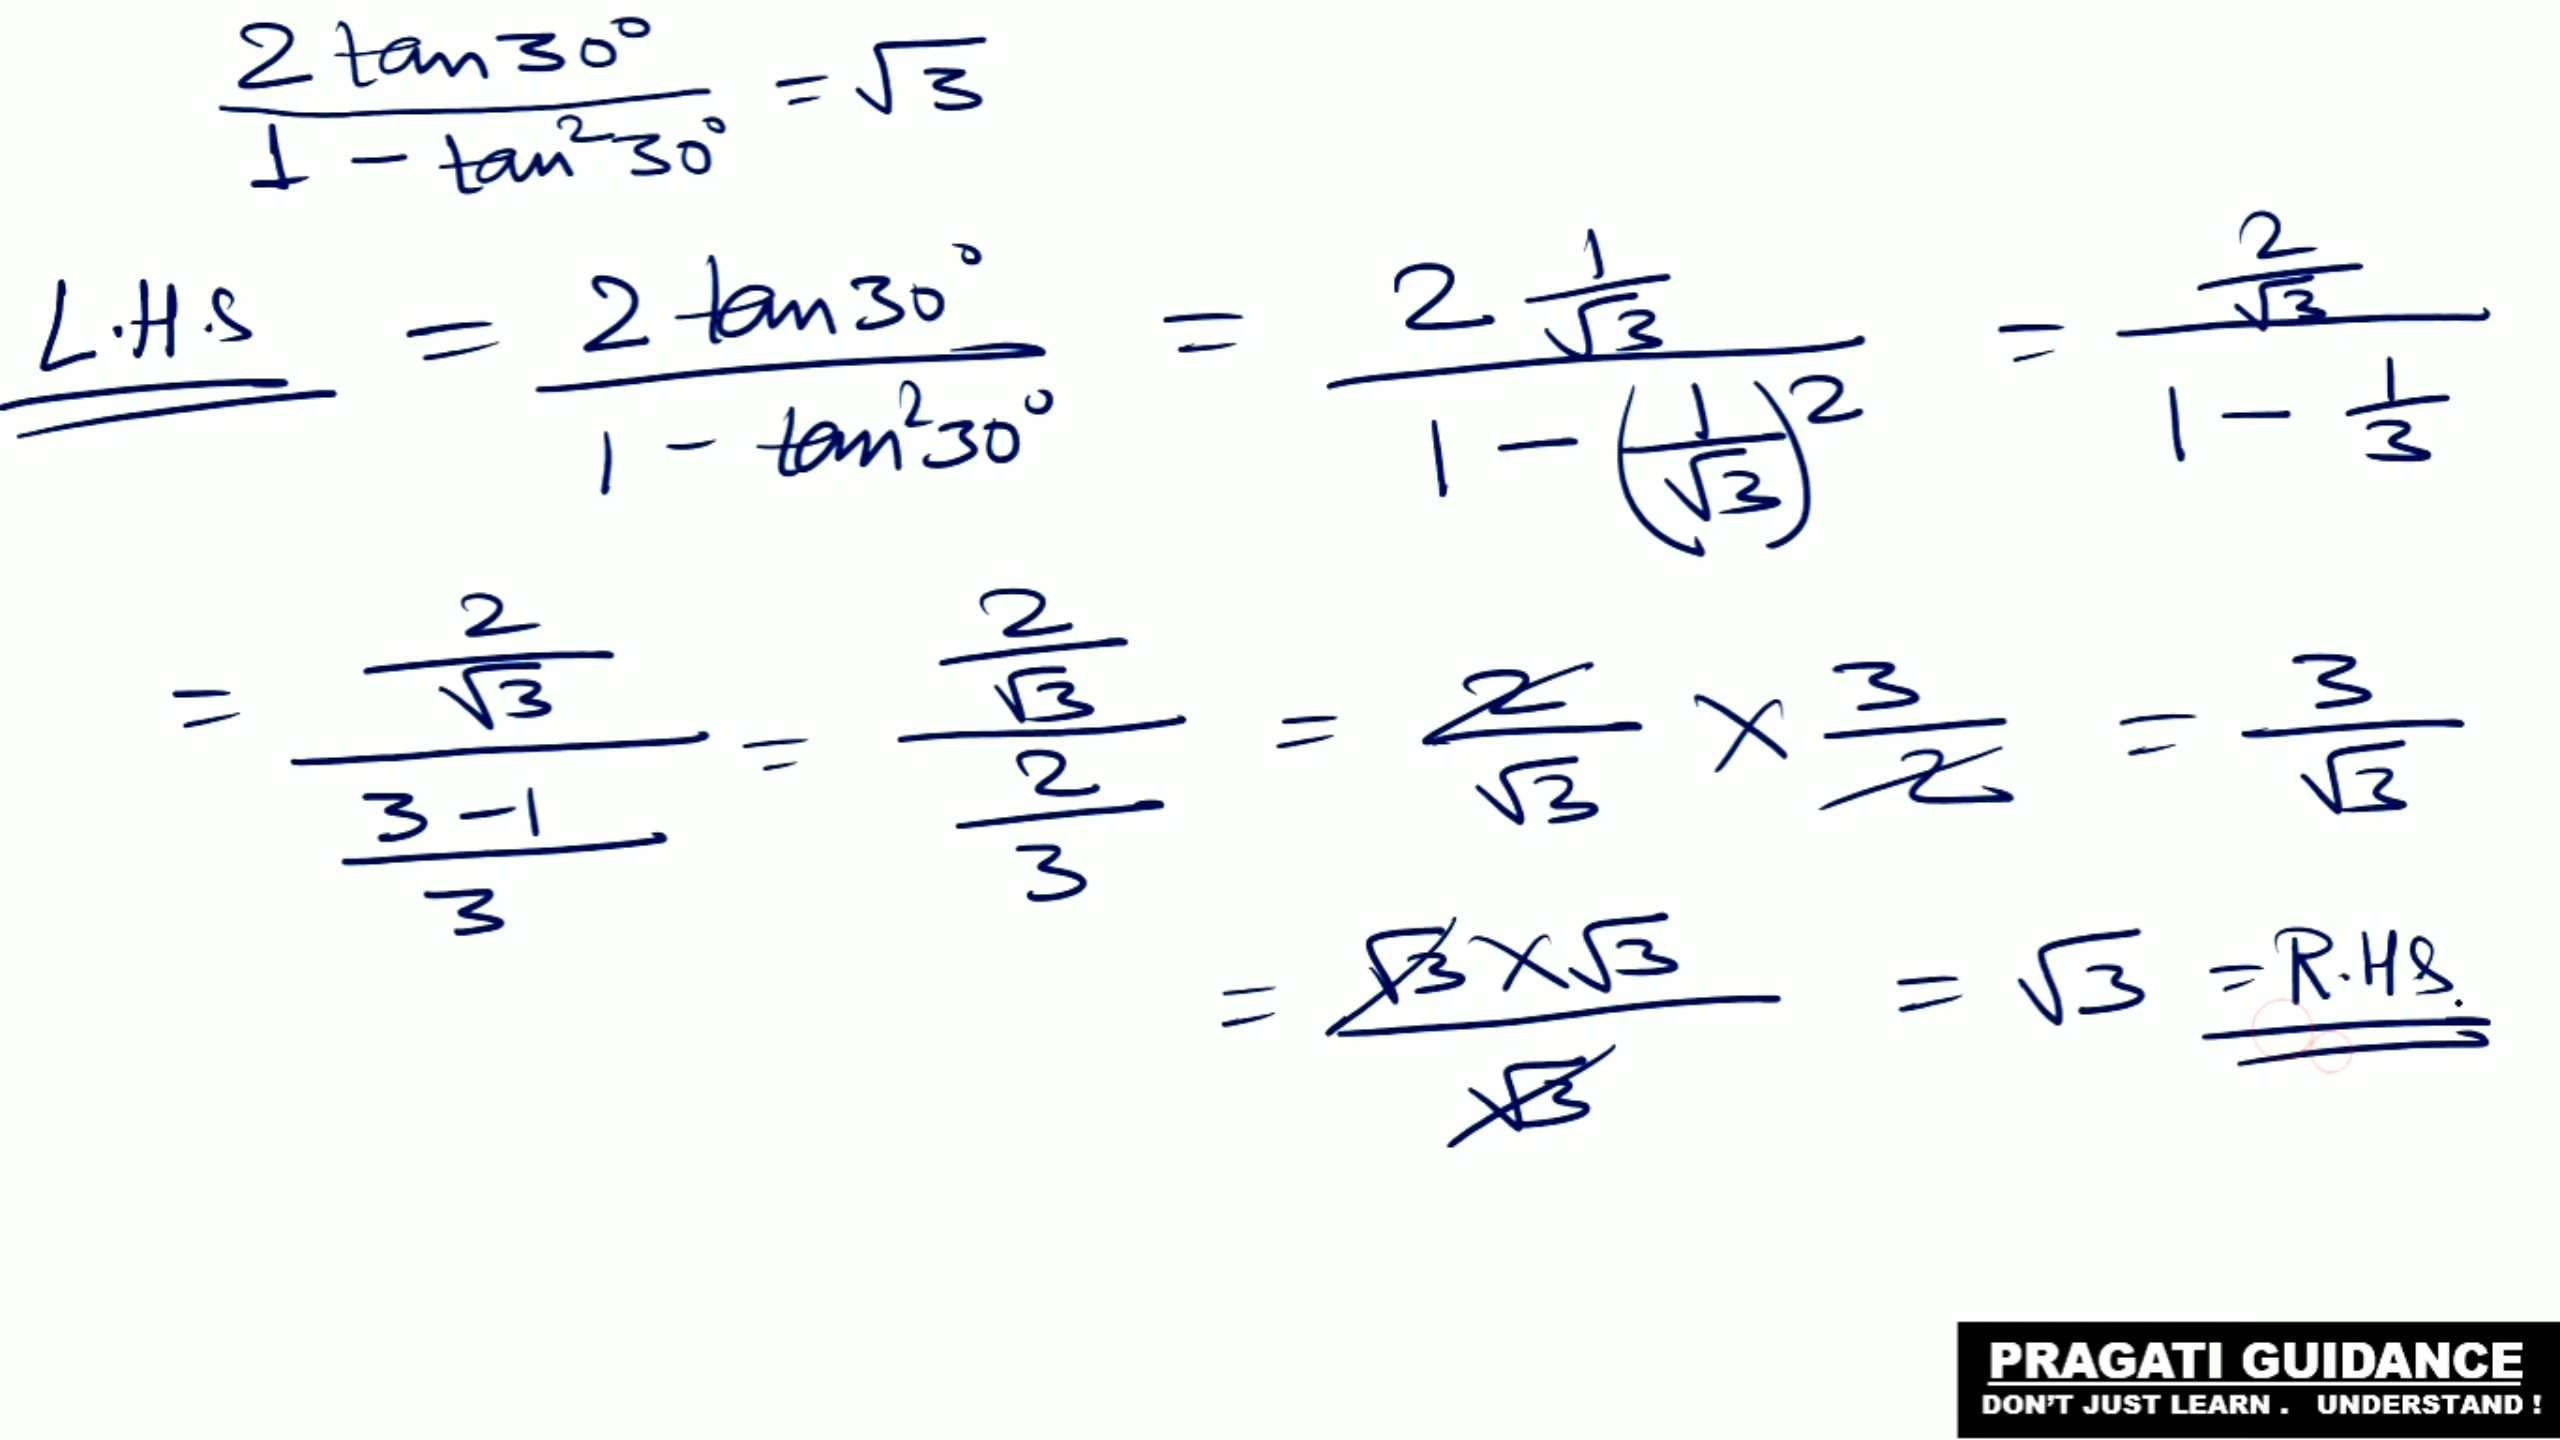 2 tan 30° / 1 - tan² 30° = √3
L.H.S = 2 tan 30° / 1 - tan² 30° = 2 1/√3 / 1 - (1/√3)² = 2/√3 / 1 - 1/3
= 2/√3 / 3-1/3 = 2/√3 / 2/3 = 2/√3 × 3/2 = 3/√3
= √3 × √3 / √3 = √3 = R.H.S.
PRAGATI GUIDANCE
DON'T JUST LEARN . UNDERSTAND !